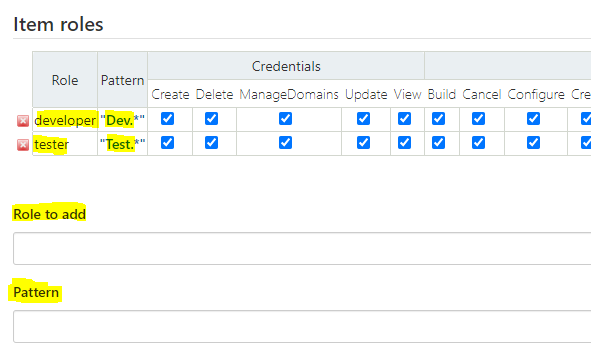 Item roles
Credentials
Role Pattern
Create Delete ManageDomains Update View Build Cancel Configure Cre
developer "Dev.*"
tester "Test.*"
Role to add
Pattern